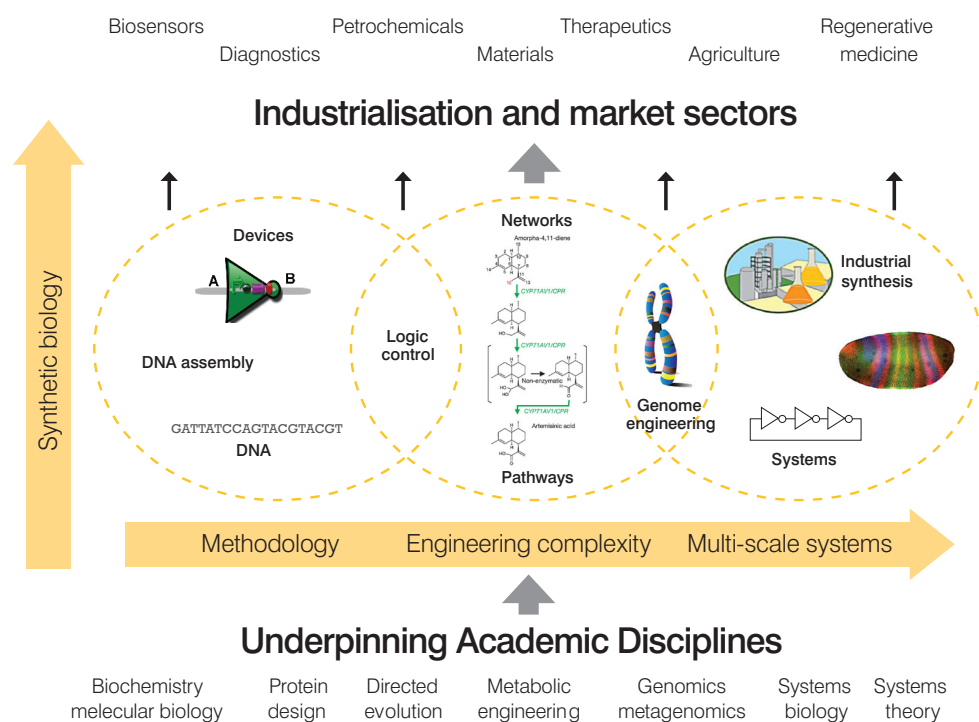 Biosensors
Petrochemicals
Therapeutics
Regenerative
medicine
Diagnostics
Materials
Agriculture
Industrialisation and market sectors
Synthetic biology
Devices
A
B
DNA assembly
GATTATCCAGTACGTACGT
DNA
Logic
control
Networks
Amorpha-4,11-diene
CYP71AV1/CPR
CYP71AV1/CPR
Non-enzymatic
CYP71AV1/CPR
Artemisinic acid
Pathways
Genome
engineering
Industrial
synthesis
Systems
Methodology
Engineering complexity
Multi-scale systems
Underpinning Academic Disciplines
Biochemistry
molecular biology
Protein
design
Directed
evolution
Metabolic
engineering
Genomics
metagenomics
Systems
biology
Systems
theory